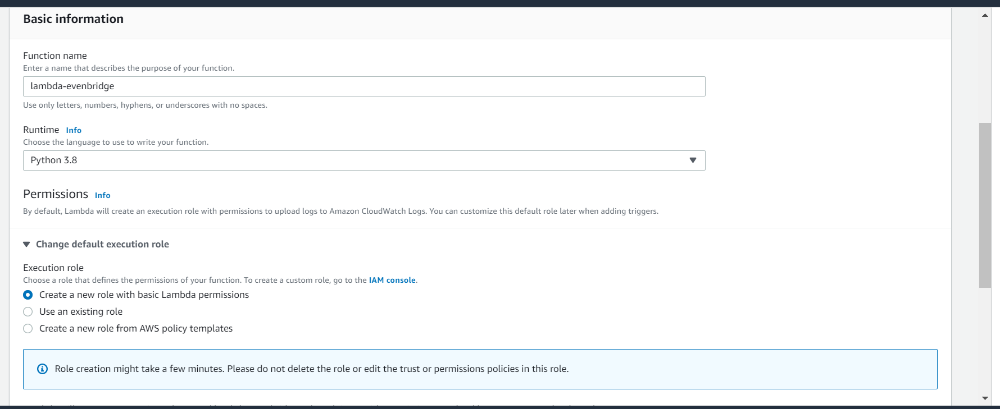 Basic information
Function name
Enter a name that describes the purpose of your function.
lambda-evenbridge
Use only letters, numbers, hyphens, or underscores with no spaces.
Runtime Info
Choose the language to use to write your function.
Python 3.8
Permissions Info
By default, Lambda will create an execution role with permissions to upload logs to Amazon CloudWatch Logs. You can customize this default role later when adding triggers.
Change default execution role
Execution role
Choose a role that defines the permissions of your function. To create a custom role, go to the IAM console.
Create a new role with basic Lambda permissions
Use an existing role
Create a new role from AWS policy templates
Role creation might take a few minutes. Please do not delete the role or edit the trust or permissions policies in this role.